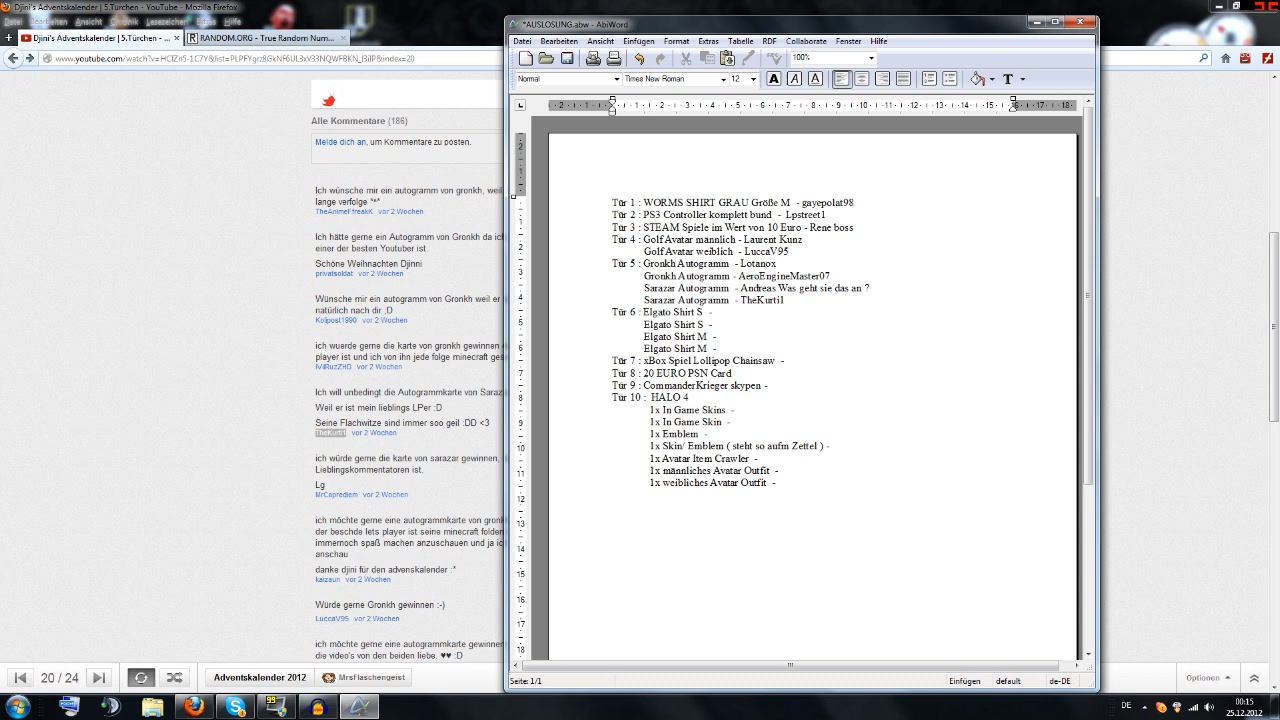 Djini's Adventskalender | 5.Türchen - YouTube - Mozilla Firefox
Datei Bearbeiten Ansicht Chronik Lesezeichen Extras Hilfe
Djini's Adventskalender | 5.Türchen - ... × RANDOM.ORG - True Random Num... ×
Alle Kommentare (186)
Melde dich an, um Kommentare zu posten.
Ich wünsche mir ein autogramm von gronkh, weil
lange verfolge *^*
TheAnimeFfreakK vor 2 Wochen
Ich hätte gerne ein Autogramm von Gronkh da ich
einer der besten Youtuber ist.
Schöne Weihnachten Djinni
privatsoldat vor 2 Wochen
Wünsche mir ein autogramm von Gronkh weil er
natürlich nach dir ;D
Kolipost1990 vor 2 Wochen
ich wuerde gerne die karte von gronkh gewinnen
player ist und ich von ihn jede folge minecraft ges
vor 2 Wochen
Ich will unbedingt die Autogrammkarte von Saraz
Weil er ist mein lieblings LPer :D
Seine Flachwitze sind immer soo geil :DD <3
TheKurti1 vor 2 Wochen
ich würde gerne die karte von sarazar gewinnen,
Lieblingskommentatoren ist.
Lg
MrCaprediem vor 2 Wochen
ich möchte gerne eine autogrammkarte von gronk
der beschde lets player ist seine minecraft folden
immernoch spaß machen anzuschauen und ja ic
anschau
danke djini für den advenskalender :*
kaizaun vor 2 Wochen
Würde gerne Gronkh gewinnen :-)
LuccaV95 vor 2 Wochen
ich möchte gerne eine autogrammkarte gewinnen
die video's von den beiden liebe. ♥♥ :D
20 / 24 Adventskalender 2012 MrsFlaschengeist Optionen
*AUSLOSUNG.abw - AbiWord
Datei Bearbeiten Ansicht Einfügen Format Extras Tabelle RDF Collaborate Fenster Hilfe
100%
Normal Times New Roman 12
Tür 1 : WORMS SHIRT GRAU Größe M - gayepolat98
Tür 2 : PS3 Controller komplett bund - Lpstreet1
Tür 3 : STEAM Spiele im Wert von 10 Euro - Rene boss
Tür 4 : Golf Avatar männlich - Laurent Kunz
Golf Avatar weiblich - LuccaV95
Tür 5 : Gronkh Autogramm - Lotanox
Gronkh Autogramm - AeroEngineMaster07
Sarazar Autogramm - Andreas Was geht sie das an ?
Sarazar Autogramm - TheKurti1
Tür 6 : Elgato Shirt S -
Elgato Shirt S -
Elgato Shirt M -
Elgato Shirt M -
Tür 7 : xBox Spiel Lollipop Chainsaw -
Tür 8 : 20 EURO PSN Card
Tür 9 : CommanderKrieger skypen -
Tür 10 : HALO 4
1x In Game Skins -
1x In Game Skin -
1x Emblem -
1x Skin/ Emblem ( steht so aufm Zettel ) -
1x Avatar Item Crawler -
1x männliches Avatar Outfit -
1x weibliches Avatar Outfit -
Seite: 1/1 Einfügen default de-DE
DE 00:15
25.12.2012